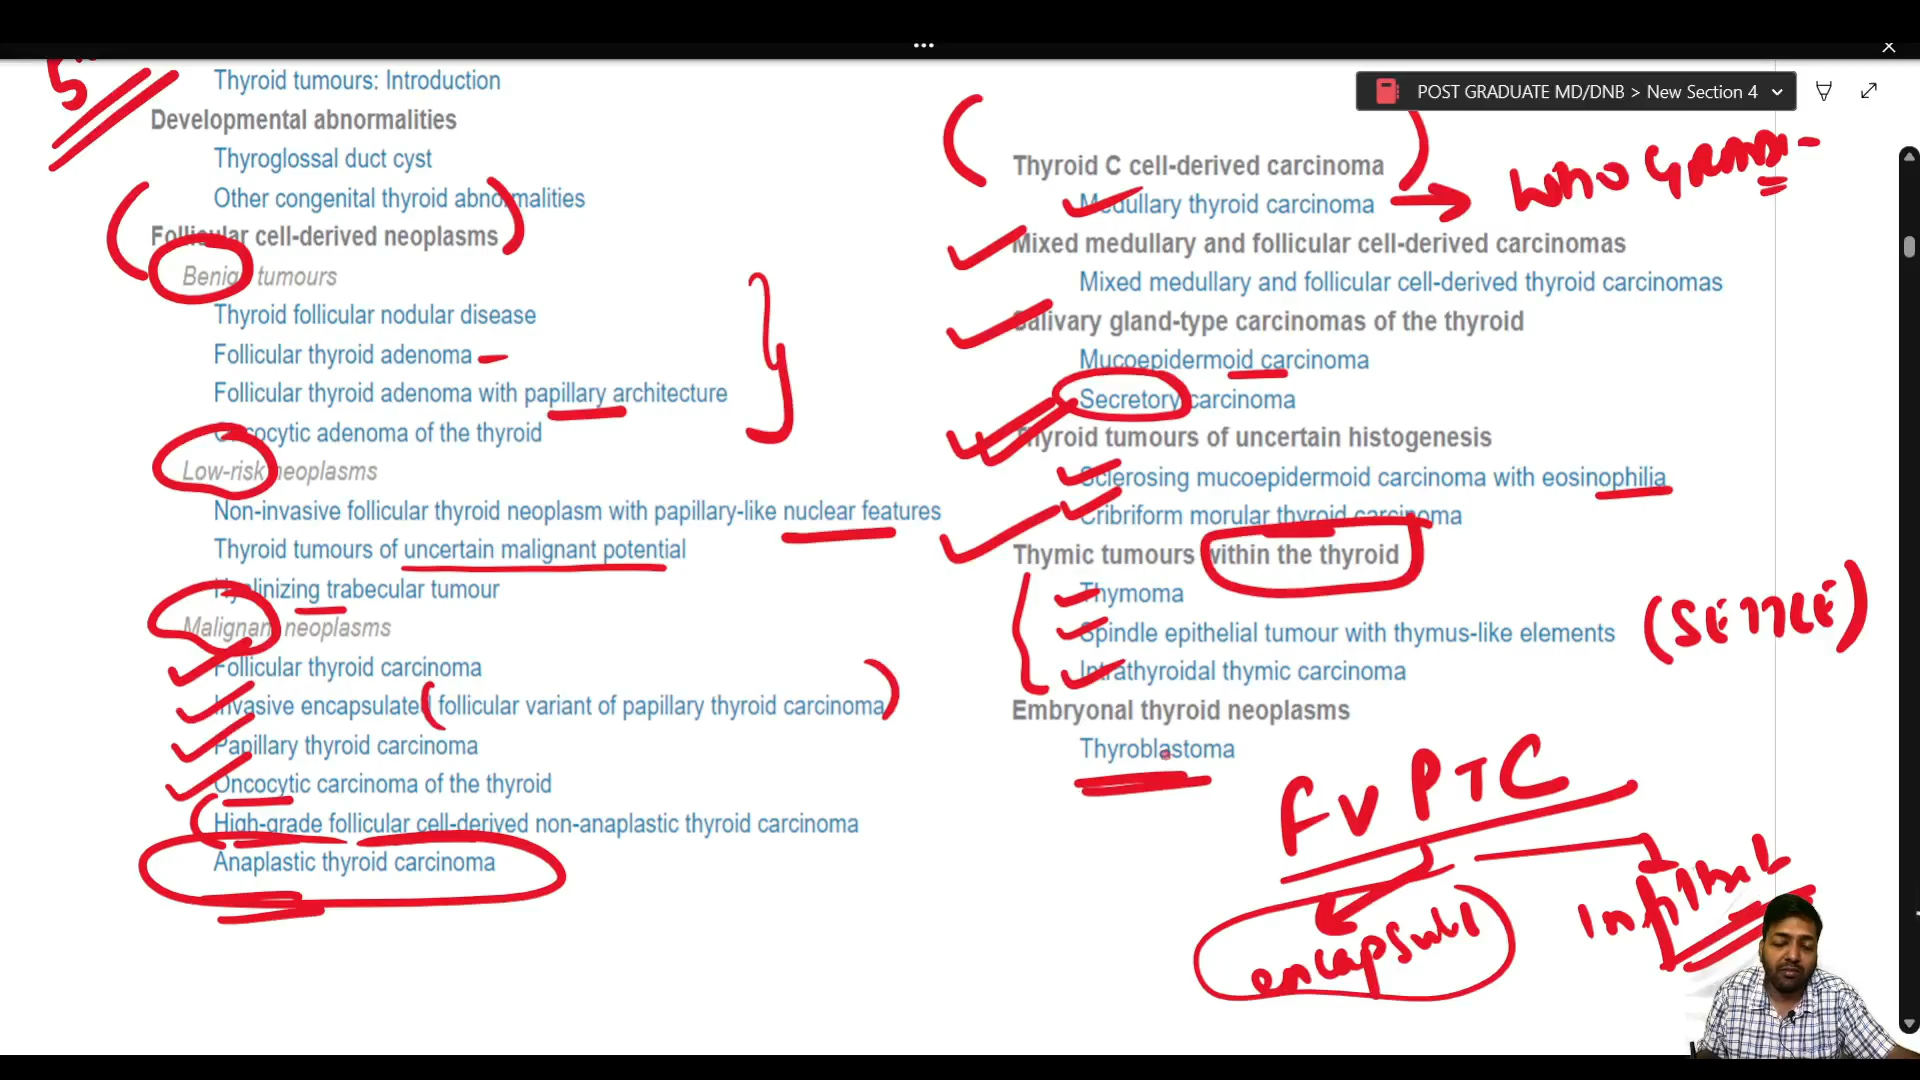 POST GRADUATE MD/DNB > New Section 4
5th
Thyroid tumours: Introduction
Developmental abnormalities
Thyroglossal duct cyst
Other congenital thyroid abnormalities
Follicular cell-derived neoplasms
Benign tumours
Thyroid follicular nodular disease
Follicular thyroid adenoma
Follicular thyroid adenoma with papillary architecture
Oncocytic adenoma of the thyroid
Low-risk neoplasms
Non-invasive follicular thyroid neoplasm with papillary-like nuclear features
Thyroid tumours of uncertain malignant potential
Hyalinizing trabecular tumour
Malignant neoplasms
Follicular thyroid carcinoma
Invasive encapsulated follicular variant of papillary thyroid carcinoma
Papillary thyroid carcinoma
Oncocytic carcinoma of the thyroid
High-grade follicular cell-derived non-anaplastic thyroid carcinoma
Anaplastic thyroid carcinoma
Thyroid C cell-derived carcinoma
Medullary thyroid carcinoma
Mixed medullary and follicular cell-derived carcinomas
Mixed medullary and follicular cell-derived thyroid carcinomas
Salivary gland-type carcinomas of the thyroid
Mucoepidermoid carcinoma
Secretory carcinoma
Thyroid tumours of uncertain histogenesis
Sclerosing mucoepidermoid carcinoma with eosinophilia
Cribriform morular thyroid carcinoma
Thymic tumours within the thyroid
Thymoma
Spindle epithelial tumour with thymus-like elements
(SETTLE)
Intrathyroidal thymic carcinoma
Embryonal thyroid neoplasms
Thyroblastoma
WHO
FVPTC
encapsul